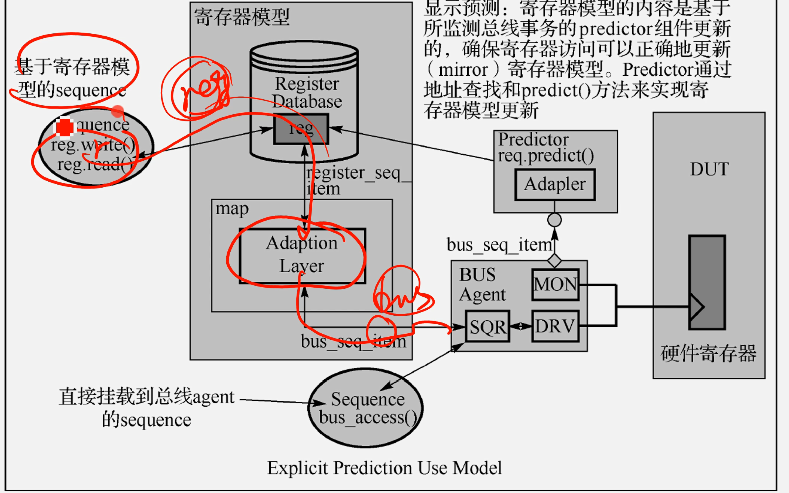 寄存器模型
显示预测：寄存器模型的内容是基于
所监测总线事务的predictor组件更新
的，确保寄存器访问可以正确地更新
（mirror）寄存器模型。Predictor通过
地址查找和predict()方法来实现寄
存器模型更新
基于寄存器模
型的sequence
quence
reg.write()
reg.read()
reg
Register
Database
reg
register_seq_
item
map
Adaption
Layer
bus
bus_seq_item
Predictor
req.predict()
Adapler
bus_seq_item
BUS
Agent
MON
SQR
DRV
DUT
硬件寄存器
直接挂载到总线agent
的sequence
Sequence
bus_access()
Explicit Prediction Use Model